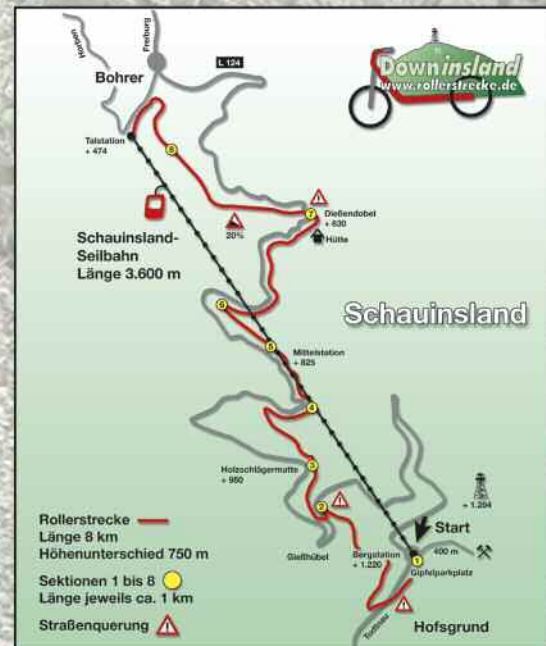 Horben
Freiburg
Bohrer
L 124
Downinsland
www.rollerstrecke.de
Talstation
+ 474
8
7
Dießendobel
+ 630
20%
Hütte
Schauinsland-
Seilbahn
Länge 3.600 m
Schauinsland
6
5
Mittelstation
+ 825
4
3
Holzschlägermatte
+ 950
2
+ 1.284
Start
400 m
Gießhübel
Bergstation
+ 1.220
1
Gipfelparkplatz
Todtnau
Hofsgrund
Rollerstrecke
Länge 8 km
Höhenunterschied 750 m
Sektionen 1 bis 8
Länge jeweils ca. 1 km
Straßenquerung